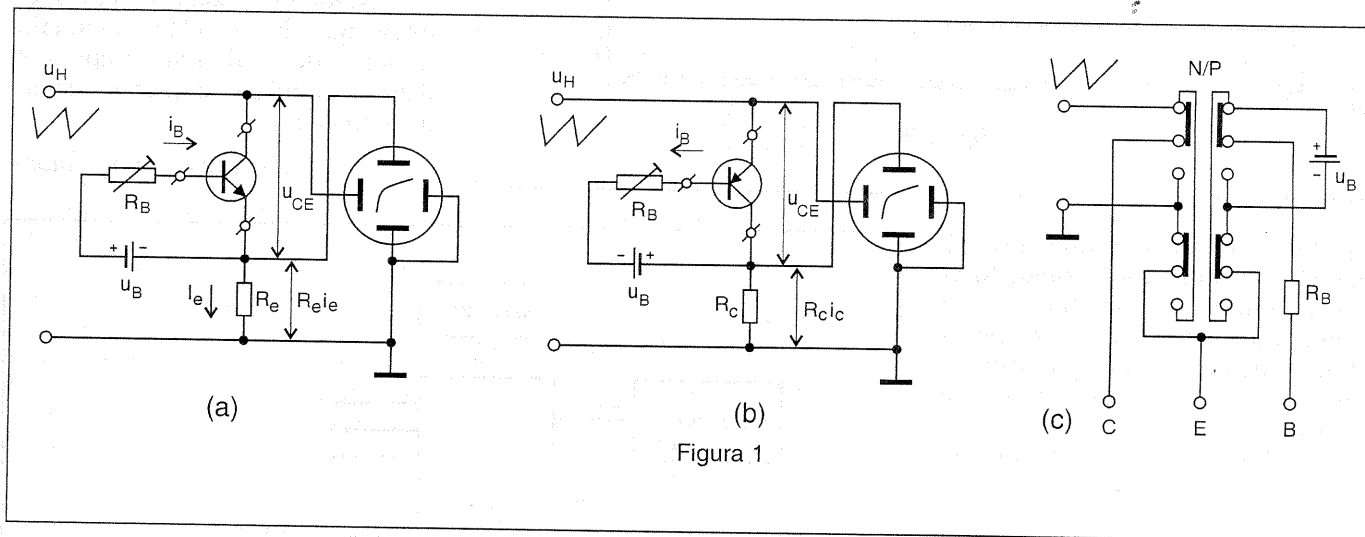 u_H
i_B
R_B
+ -
u_B
u_CE
I_e
R_e
R_e i_e
(a)
u_H
i_B
R_B
- +
u_B
u_CE
R_c
R_c i_c
(b)
N/P
+
-
u_B
R_B
C
E
B
(c)
Figura 1